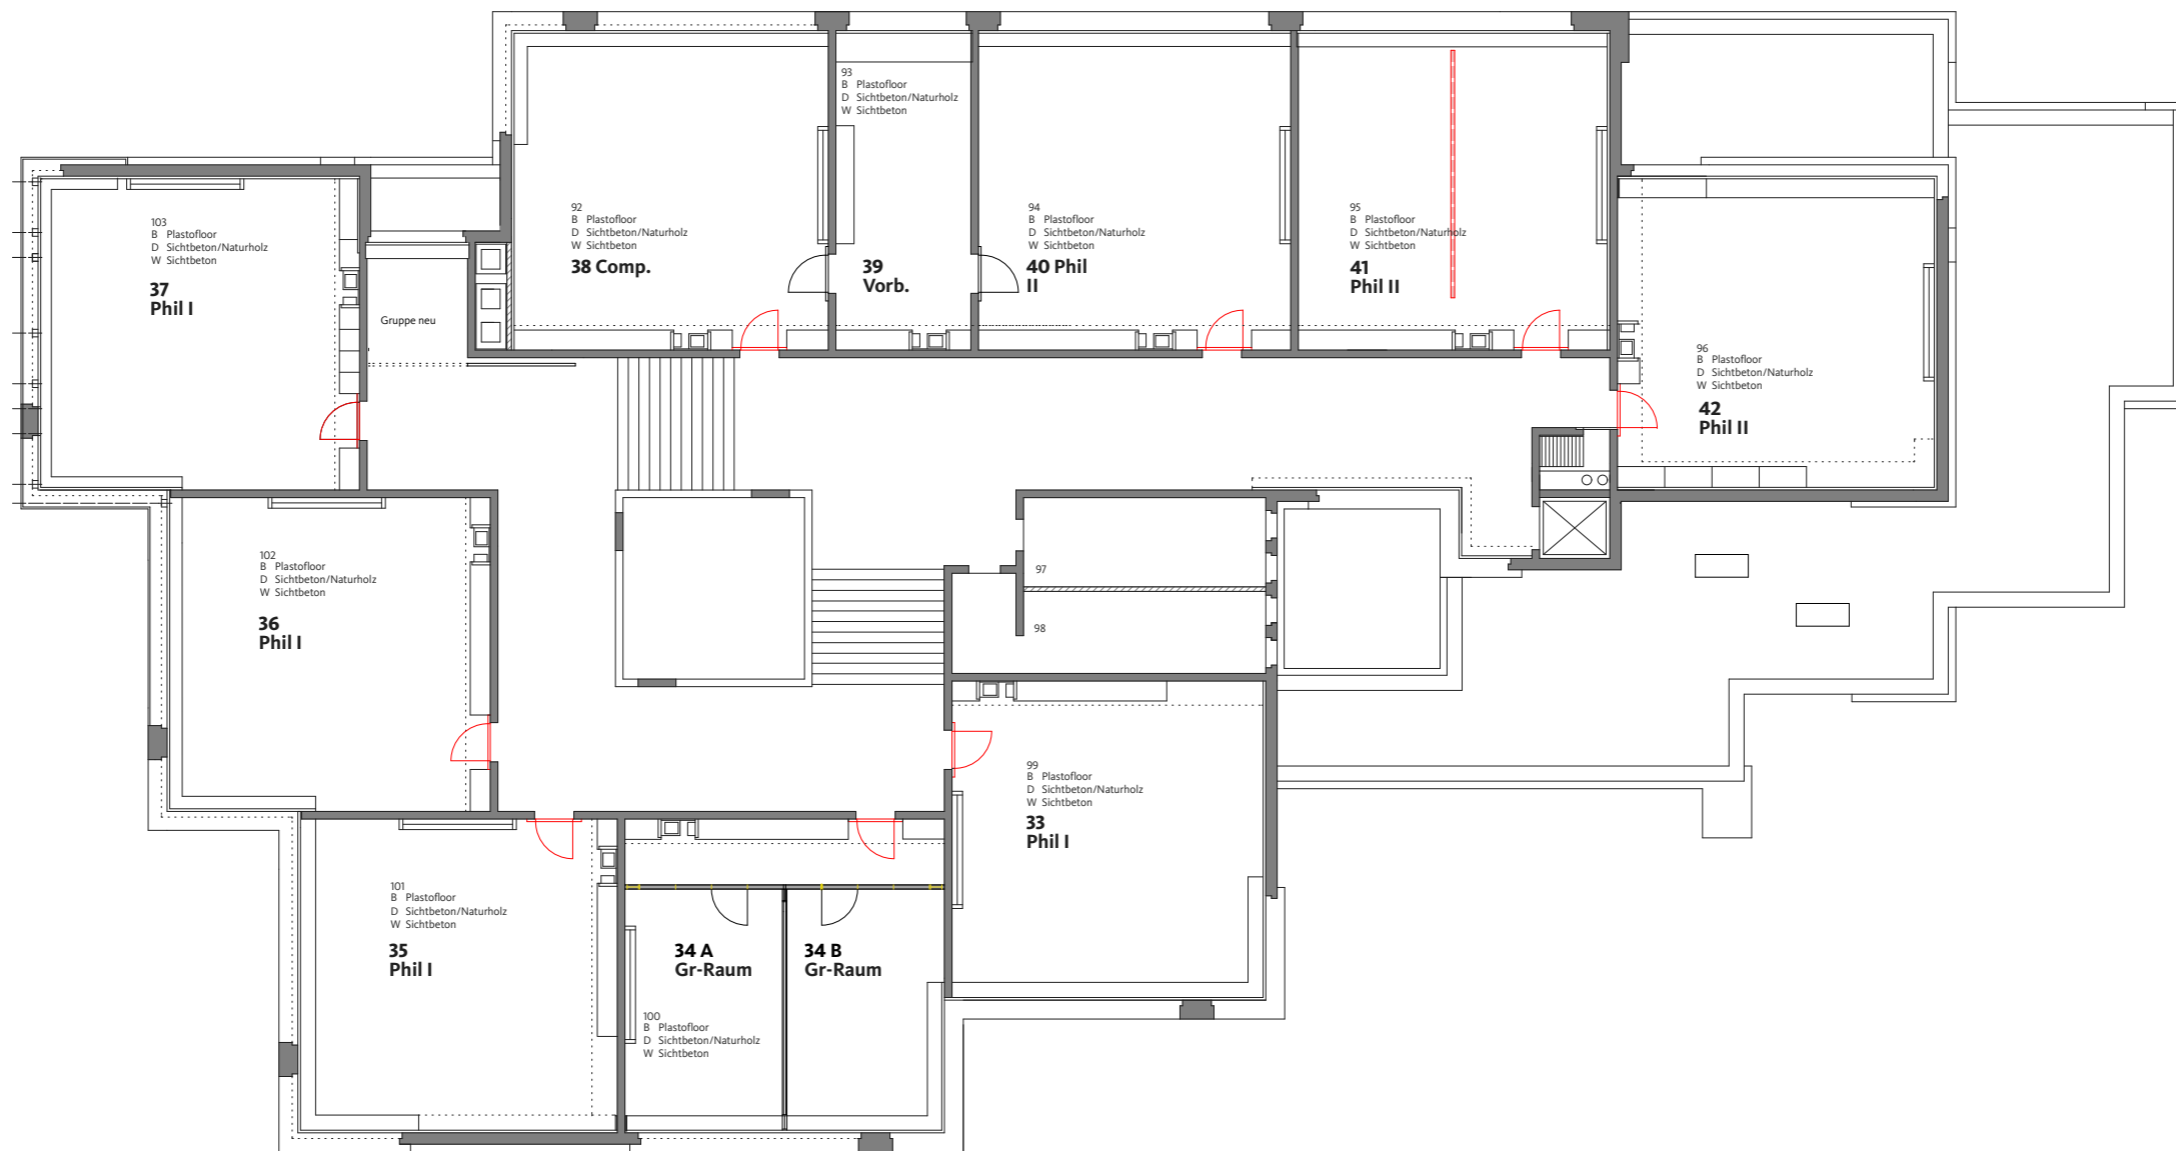 93
B Plastofloor
D Sichtbeton/Naturholz
W Sichtbeton
39
Vorb.
92
B Plastofloor
D Sichtbeton/Naturholz
W Sichtbeton
38 Comp.
94
B Plastofloor
D Sichtbeton/Naturholz
W Sichtbeton
40 Phil
II
95
B Plastofloor
D Sichtbeton/Naturholz
W Sichtbeton
41
Phil II
103
B Plastofloor
D Sichtbeton/Naturholz
W Sichtbeton
37
Phil I
Gruppe neu
96
B Plastofloor
D Sichtbeton/Naturholz
W Sichtbeton
42
Phil II
102
B Plastofloor
D Sichtbeton/Naturholz
W Sichtbeton
36
Phil I
97
98
99
B Plastofloor
D Sichtbeton/Naturholz
W Sichtbeton
33
Phil I
101
B Plastofloor
D Sichtbeton/Naturholz
W Sichtbeton
35
Phil I
34 A
Gr-Raum
34 B
Gr-Raum
100
B Plastofloor
D Sichtbeton/Naturholz
W Sichtbeton